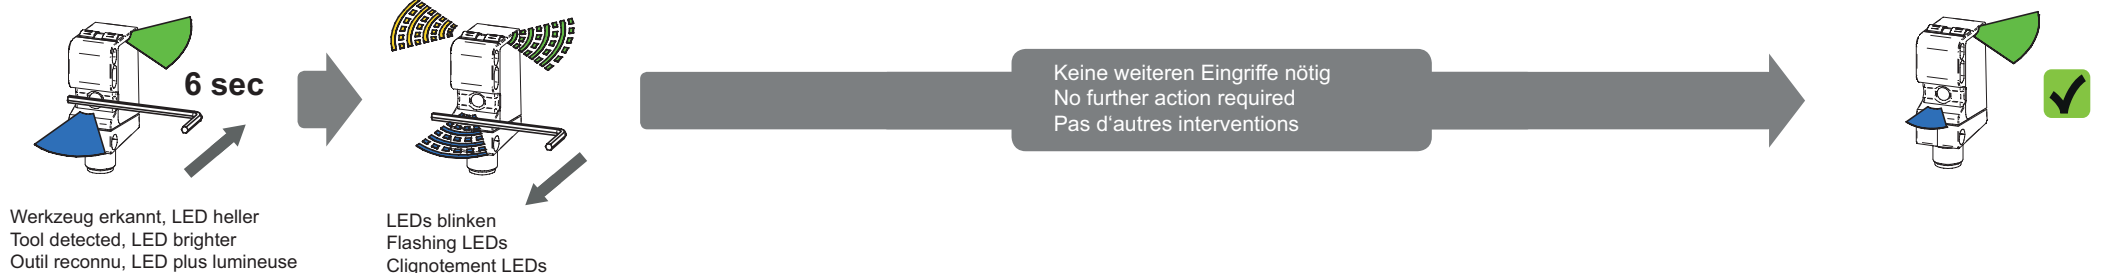 6 sec
Keine weiteren Eingriffe nötig
No further action required
Pas d‘autres interventions
Werkzeug erkannt, LED heller
Tool detected, LED brighter
Outil reconnu, LED plus lumineuse
LEDs blinken
Flashing LEDs
Clignotement LEDs